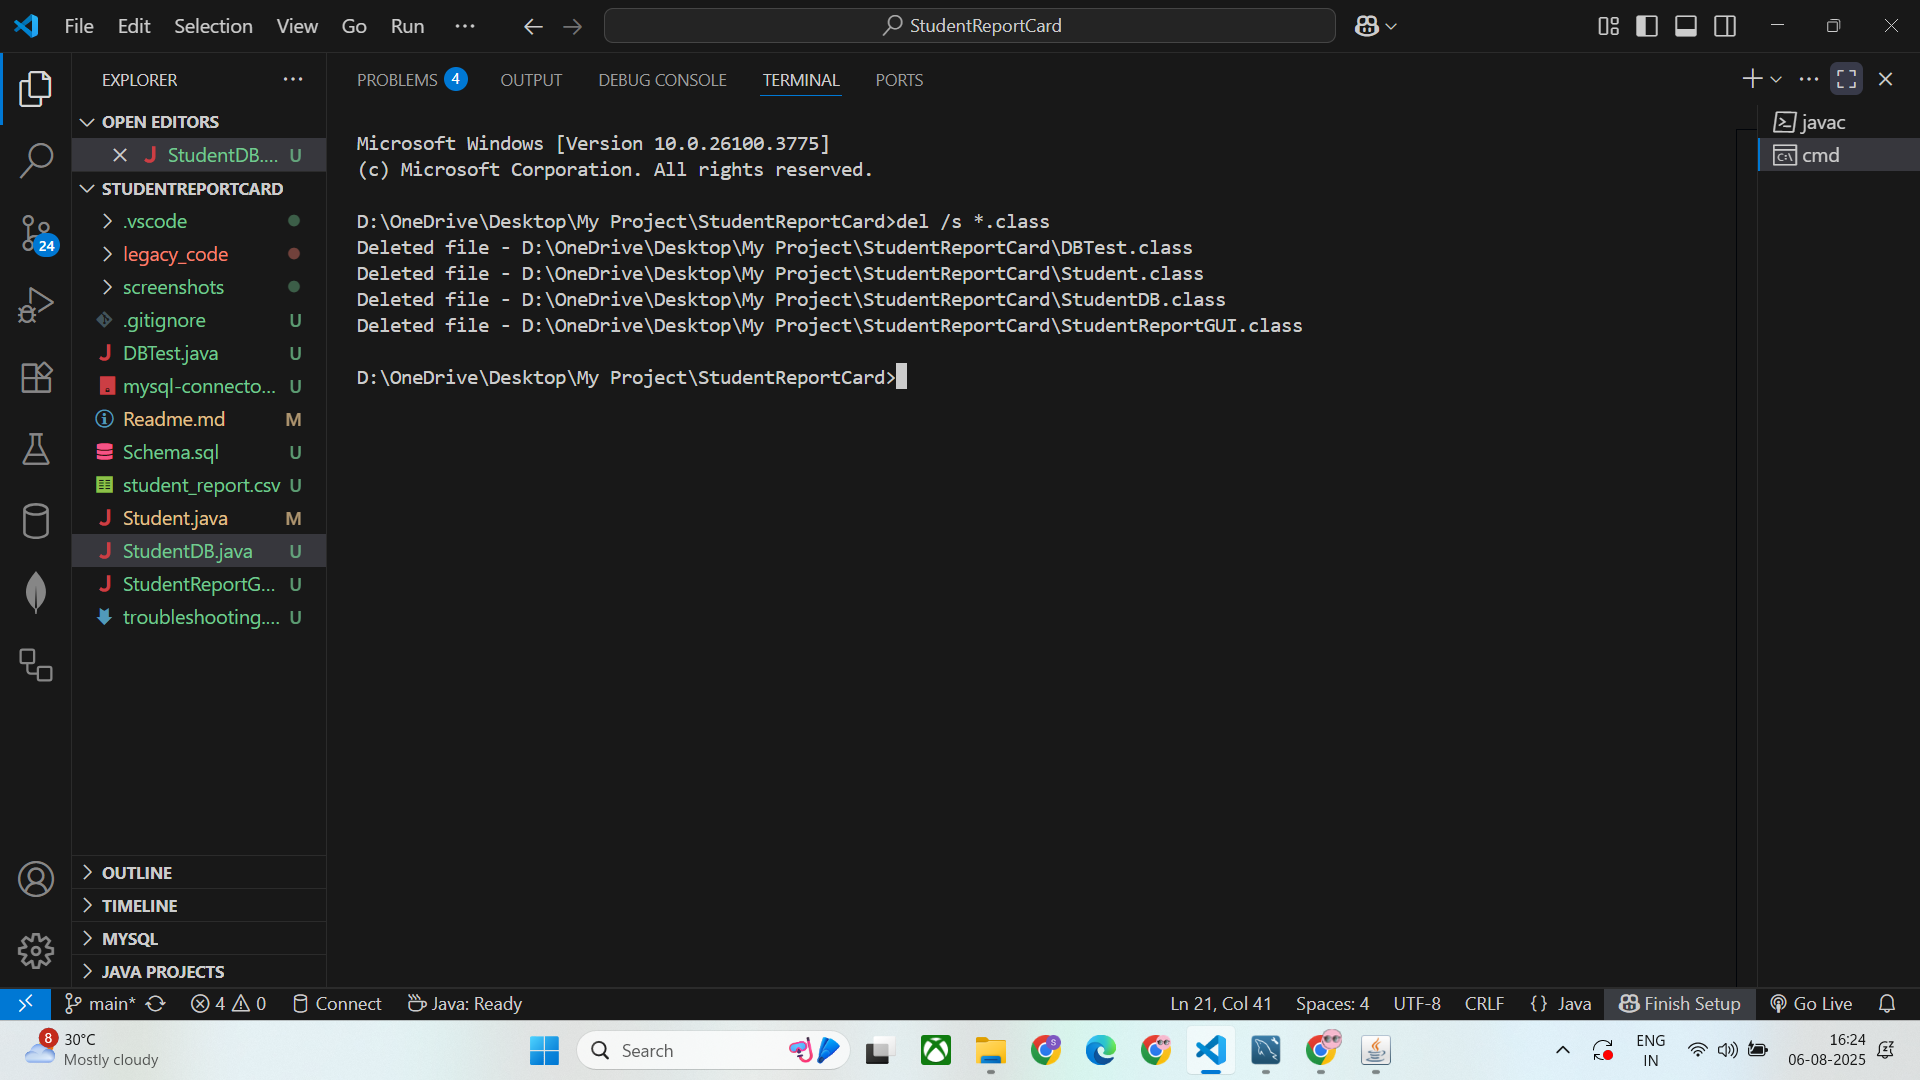 File Edit Selection View Go Run ··· StudentReportCard
EXPLORER ···
OPEN EDITORS
StudentDB.... U
STUDENTREPORTCARD
.vscode
legacy_code
screenshots
.gitignore U
DBTest.java U
mysql-connecto... U
Readme.md M
Schema.sql U
student_report.csv U
Student.java M
StudentDB.java U
StudentReportG... U
troubleshooting.... U
OUTLINE
TIMELINE
MYSQL
JAVA PROJECTS
24
PROBLEMS 4 OUTPUT DEBUG CONSOLE TERMINAL PORTS
Microsoft Windows [Version 10.0.26100.3775]
(c) Microsoft Corporation. All rights reserved.
D:\OneDrive\Desktop\My Project\StudentReportCard>del /s *.class
Deleted file - D:\OneDrive\Desktop\My Project\StudentReportCard\DBTest.class
Deleted file - D:\OneDrive\Desktop\My Project\StudentReportCard\Student.class
Deleted file - D:\OneDrive\Desktop\My Project\StudentReportCard\StudentDB.class
Deleted file - D:\OneDrive\Desktop\My Project\StudentReportCard\StudentReportGUI.class
D:\OneDrive\Desktop\My Project\StudentReportCard>
javac
cmd
main* 4 0 Connect Java: Ready Ln 21, Col 41 Spaces: 4 UTF-8 CRLF {} Java Finish Setup Go Live
8
30°C
Mostly cloudy
Search
ENG
IN
16:24
06-08-2025